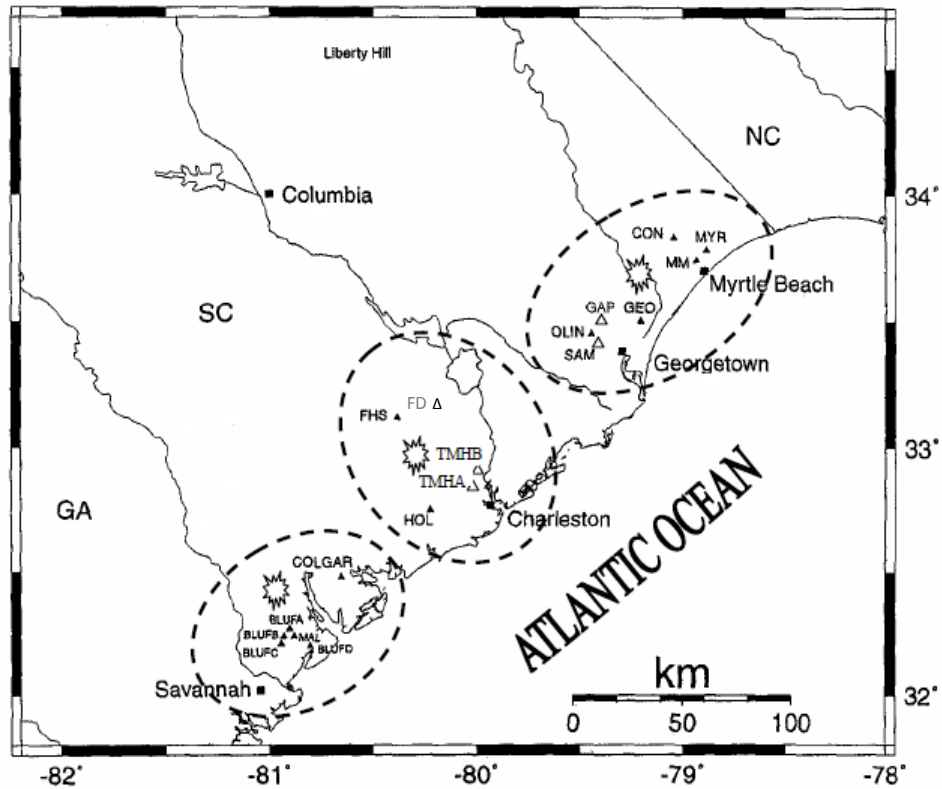 Liberty Hill
NC
Columbia
34°
CON
MYR
MM
Myrtle Beach
SC
GAP
GEO
OLIN
SAM
Georgetown
FD Δ
FHS
TMHB
33°
TMHA
GA
HOL
Charleston
ATLANTIC OCEAN
COLGAR
BLUFA
BLUFB
MAL
BLUFC
BLUFD
km
Savannah
32°
0 50 100
-82° -81° -80° -79° -78°